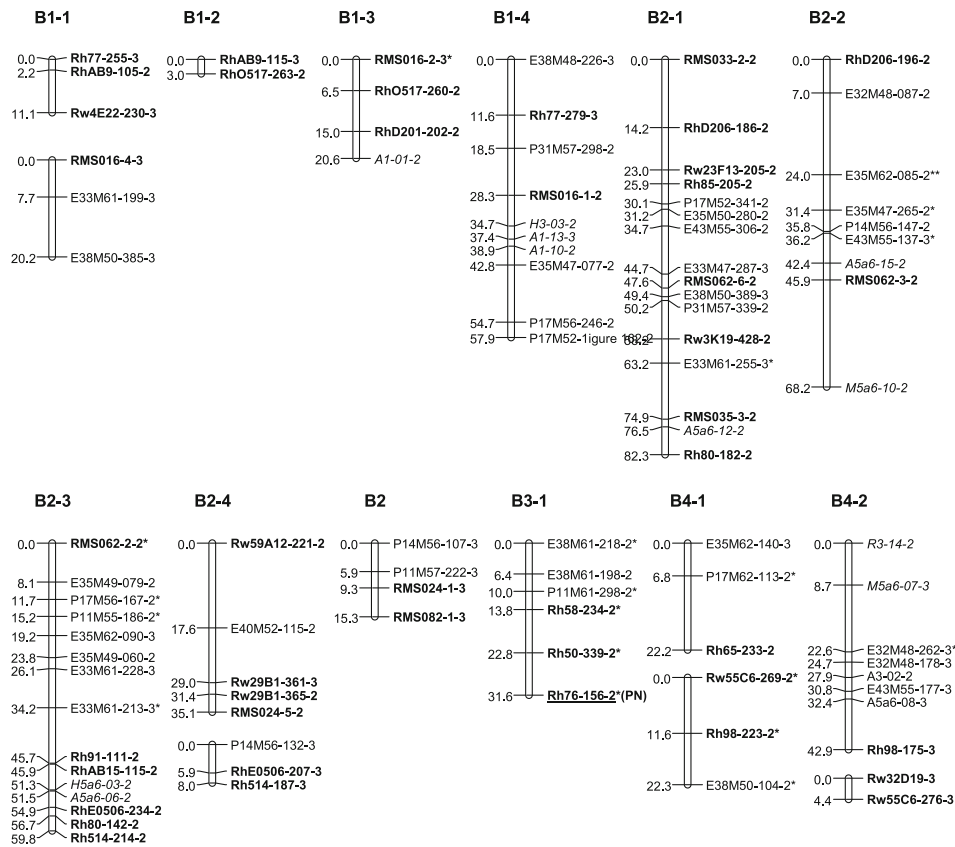 B1-1
0.0 Rh77-255-3
2.2 RhAB9-105-2
11.1 Rw4E22-230-3
0.0 RMS016-4-3
7.7 E33M61-199-3
20.2 E38M50-385-3
B1-2
0.0 RhAB9-115-3
3.0 RhO517-263-2
B1-3
0.0 RMS016-2-3*
6.5 RhO517-260-2
15.0 RhD201-202-2
20.6 A1-01-2
B1-4
0.0 E38M48-226-3
11.6 Rh77-279-3
18.5 P31M57-298-2
28.3 RMS016-1-2
34.7 H3-03-2
37.4 A1-13-3
38.9 A1-10-2
42.8 E35M47-077-2
54.7 P17M56-246-2
57.9 P17M52-1igure
B2-1
0.0 RMS033-2-2
14.2 RhD206-186-2
23.0 Rw23F13-205-2
25.9 Rh85-205-2
30.1 P17M52-341-2
31.2 E35M50-280-2
34.7 E43M55-306-2
44.7 E33M47-287-3
47.6 RMS062-6-2
49.4 E38M50-389-3
50.2 P31M57-339-2
Rw3K19-428-2
63.2 E33M61-255-3*
74.9 RMS035-3-2
76.5 A5a6-12-2
82.3 Rh80-182-2
B2-2
0.0 RhD206-196-2
7.0 E32M48-087-2
24.0 E35M62-085-2**
31.4 E35M47-265-2*
35.8 P14M56-147-2
36.2 E43M55-137-3*
42.4 A5a6-15-2
45.9 RMS062-3-2
68.2 M5a6-10-2
B2-3
0.0 RMS062-2-2*
8.1 E35M49-079-2
11.7 P17M56-167-2*
15.2 P11M55-186-2*
19.2 E35M62-090-3
23.8 E35M49-060-2
26.1 E33M61-228-3
34.2 E33M61-213-3*
45.7 Rh91-111-2
45.9 RhAB15-115-2
51.3 H5a6-03-2
51.5 A5a6-06-2
54.9 RhE0506-234-2
56.7 Rh80-142-2
59.8 Rh514-214-2
B2-4
0.0 Rw59A12-221-2
17.6 E40M52-115-2
29.0 Rw29B1-361-3
31.4 Rw29B1-365-2
35.1 RMS024-5-2
0.0 P14M56-132-3
5.9 RhE0506-207-3
8.0 Rh514-187-3
B2
0.0 P14M56-107-3
5.9 P11M57-222-3
9.3 RMS024-1-3
15.3 RMS082-1-3
B3-1
0.0 E38M61-218-2*
6.4 E38M61-198-2
10.0 P11M61-298-2*
13.8 Rh58-234-2*
22.8 Rh50-339-2*
31.6 Rh76-156-2*(PN)
B4-1
0.0 E35M62-140-3
6.8 P17M62-113-2*
22.2 Rh65-233-2
0.0 Rw55C6-269-2*
11.6 Rh98-223-2*
22.3 E38M50-104-2*
B4-2
0.0 R3-14-2
8.7 M5a6-07-3
22.6 E32M48-262-3*
24.7 E32M48-178-3
27.9 A3-02-2
30.8 E43M55-177-3
32.4 A5a6-08-3
42.9 Rh98-175-3
0.0 Rw32D19-3
4.4 Rw55C6-276-3